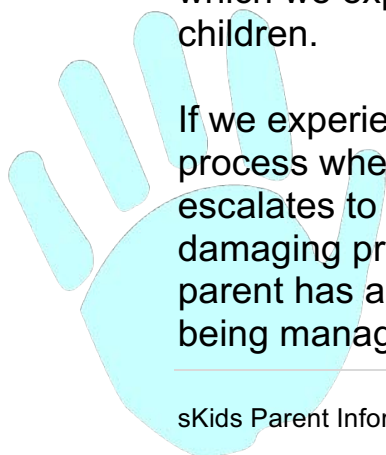 children.
If we experie
process whe
escalates to
damaging pr
parent has a
being manag
sKids Parent Infor